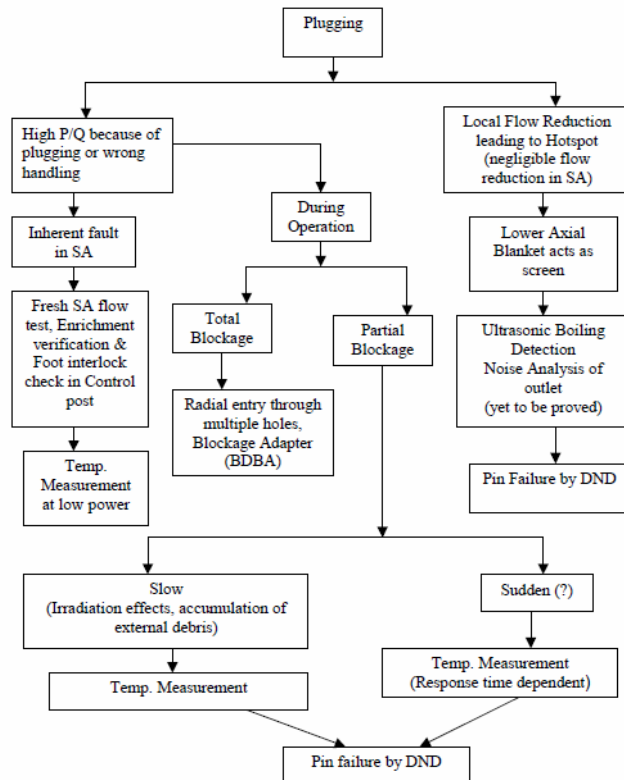 Plugging
High P/Q because of
plugging or wrong
handling
Local Flow Reduction
leading to Hotspot
(negligible flow
reduction in SA)
During
Operation
Inherent fault
in SA
Lower Axial
Blanket acts as
screen
Fresh SA flow
test, Enrichment
verification &
Foot interlock
check in Control
post
Total
Blockage
Partial
Blockage
Ultrasonic Boiling
Detection
Noise Analysis of
outlet
(yet to be proved)
Radial entry through
multiple holes,
Blockage Adapter
(BDBA)
Temp.
Measurement
at low power
Pin Failure by DND
Slow
(Irradiation effects, accumulation of
external debris)
Sudden (?)
Temp. Measurement
Temp. Measurement
(Response time dependent)
Pin failure by DND